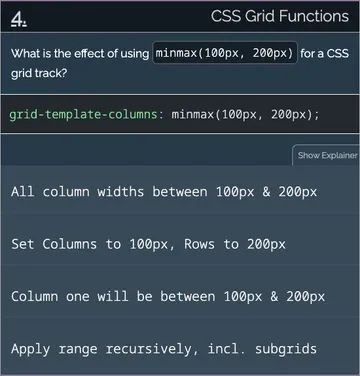 4.
CSS Grid Functions
What is the effect of using minmax(100px, 200px) for a CSS
grid track?
grid-template-columns: minmax(100px, 200px);
Show Explainer
All column widths between 100px & 200px
Set Columns to 100px, Rows to 200px
Column one will be between 100px & 200px
Apply range recursively, incl. subgrids